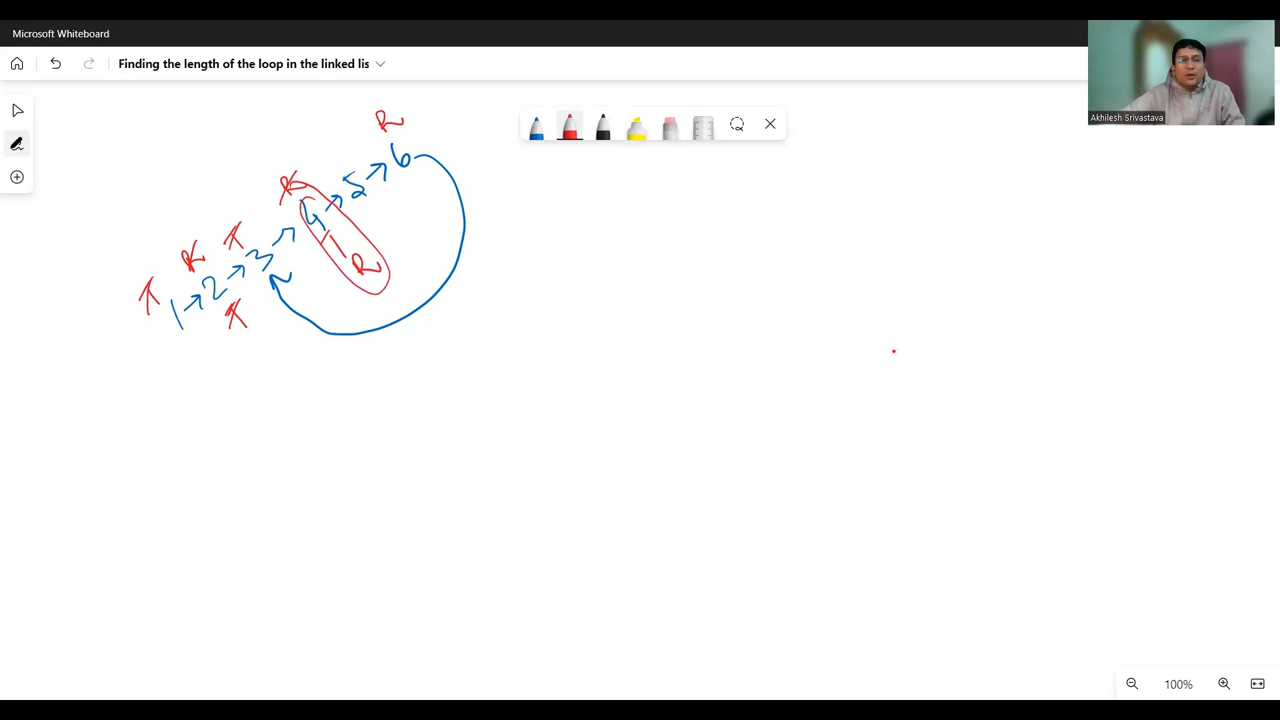 Microsoft Whiteboard
Finding the length of the loop in the linked lis
Akhilesh Srivastava
R
R
T R T
1 → 2 → 3 → 4 → 5 → 6
T R
T
100%